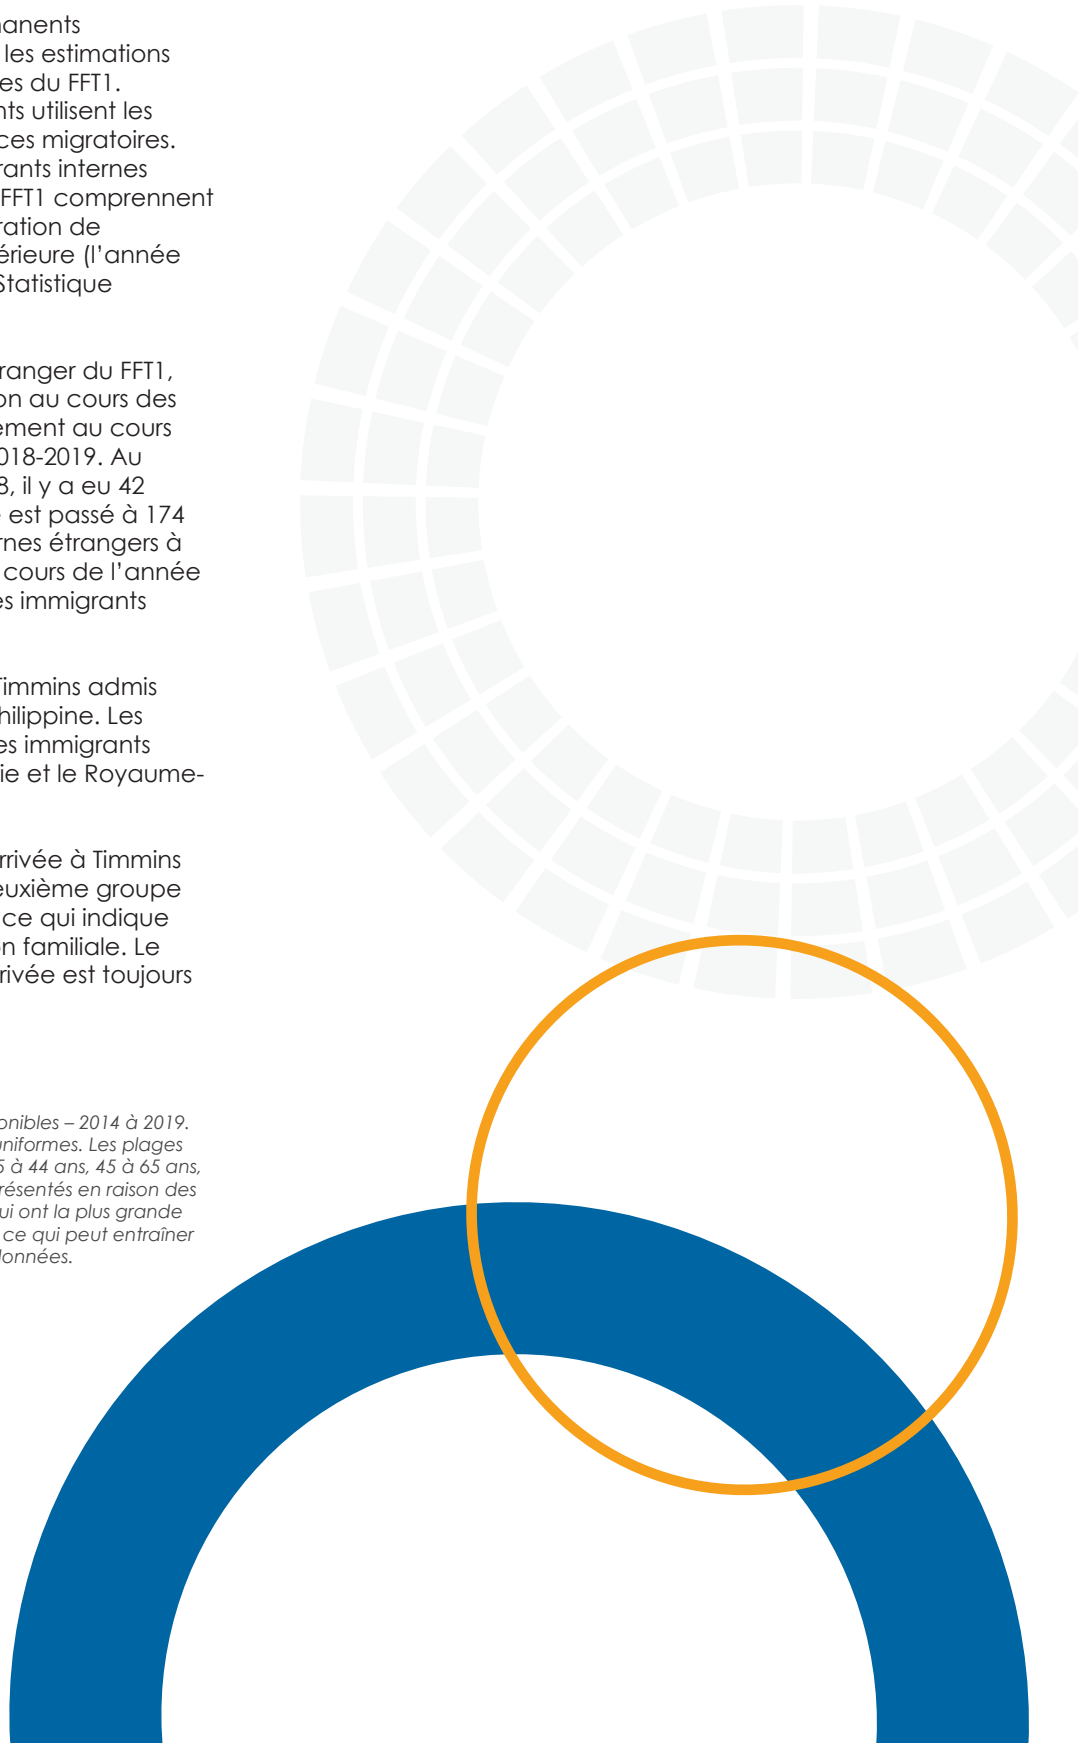 anents
les estimations
es du FFT1.
nts utilisent les
ces migratoires.
rants internes
FFT1 comprennent
ration de
érieure (l’année
Statistique
ranger du FFT1,
on au cours des
ement au cours
018-2019. Au
8, il y a eu 42
e est passé à 174
rnes étrangers à
cours de l’année
es immigrants
Timmins admis
hilippine. Les
es immigrants
ie et le Royaume-
rrivée à Timmins
euxième groupe
ce qui indique
on familiale. Le
rivée est toujours
onibles – 2014 à 2019.
uniformes. Les plages
5 à 44 ans, 45 à 65 ans,
résentés en raison des
ui ont la plus grande
ce qui peut entraîner
données.